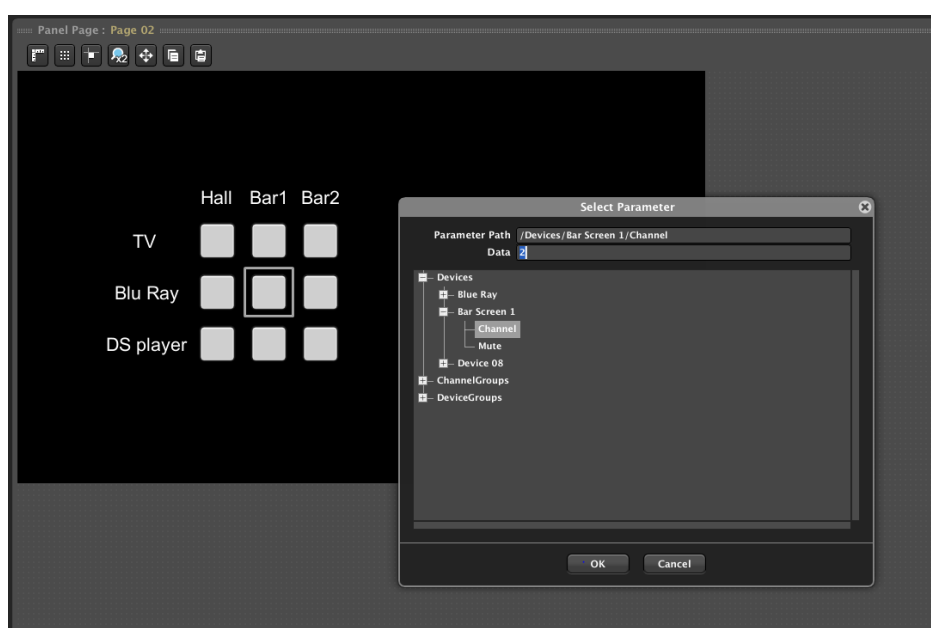 Panel Page : Page 02
x2
Hall Bar1 Bar2
TV
Blu Ray
DS player
Select Parameter
Parameter Path /Devices/Bar Screen 1/Channel
Data 2
Devices
Blue Ray
Bar Screen 1
Channel
Mute
Device 08
ChannelGroups
DeviceGroups
OK Cancel